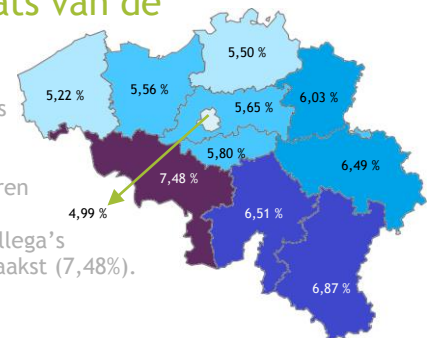 ats van de
5,50 %
5,22 %
5,56 %
5,65 %
6,03 %
s
5,80 %
6,49 %
ren
7,48 %
4,99 %
6,51 %
llega's
aakst (7,48%).
6,87 %